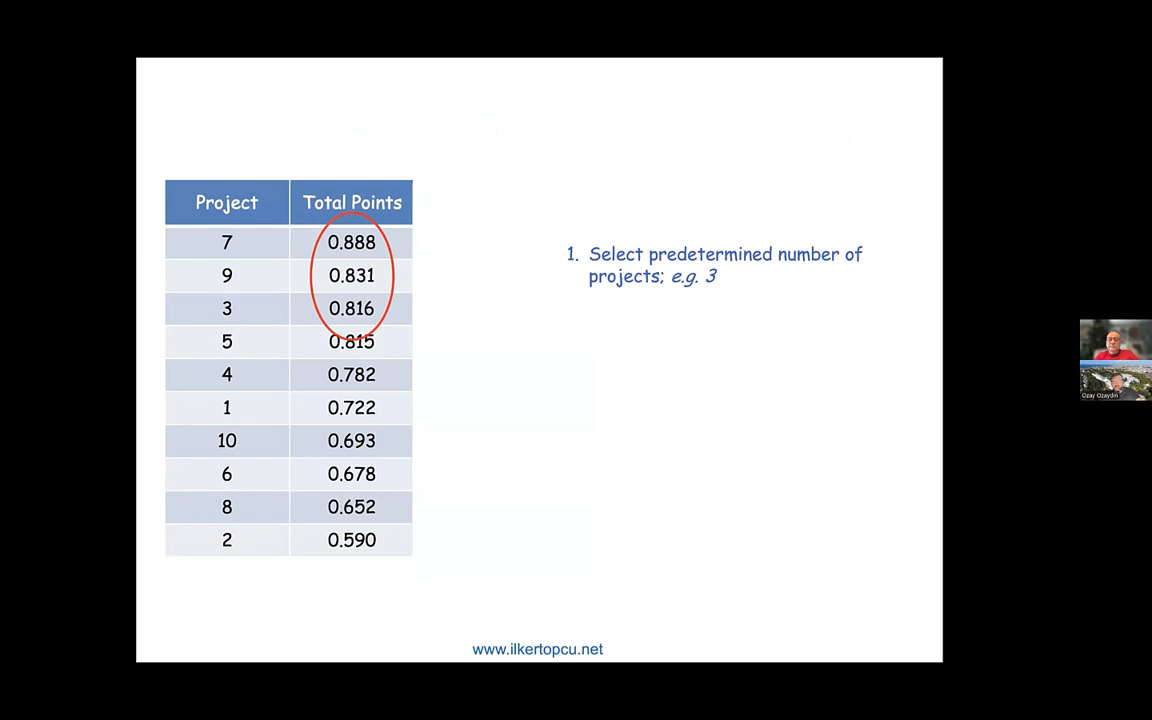 Project Total Points
7 0.888
9 0.831
3 0.816
5 0.815
4 0.782
1 0.722
10 0.693
6 0.678
8 0.652
2 0.590
1. Select predetermined number of
projects; e.g. 3
www.ilkertopcu.net
Ozay Ozaydin